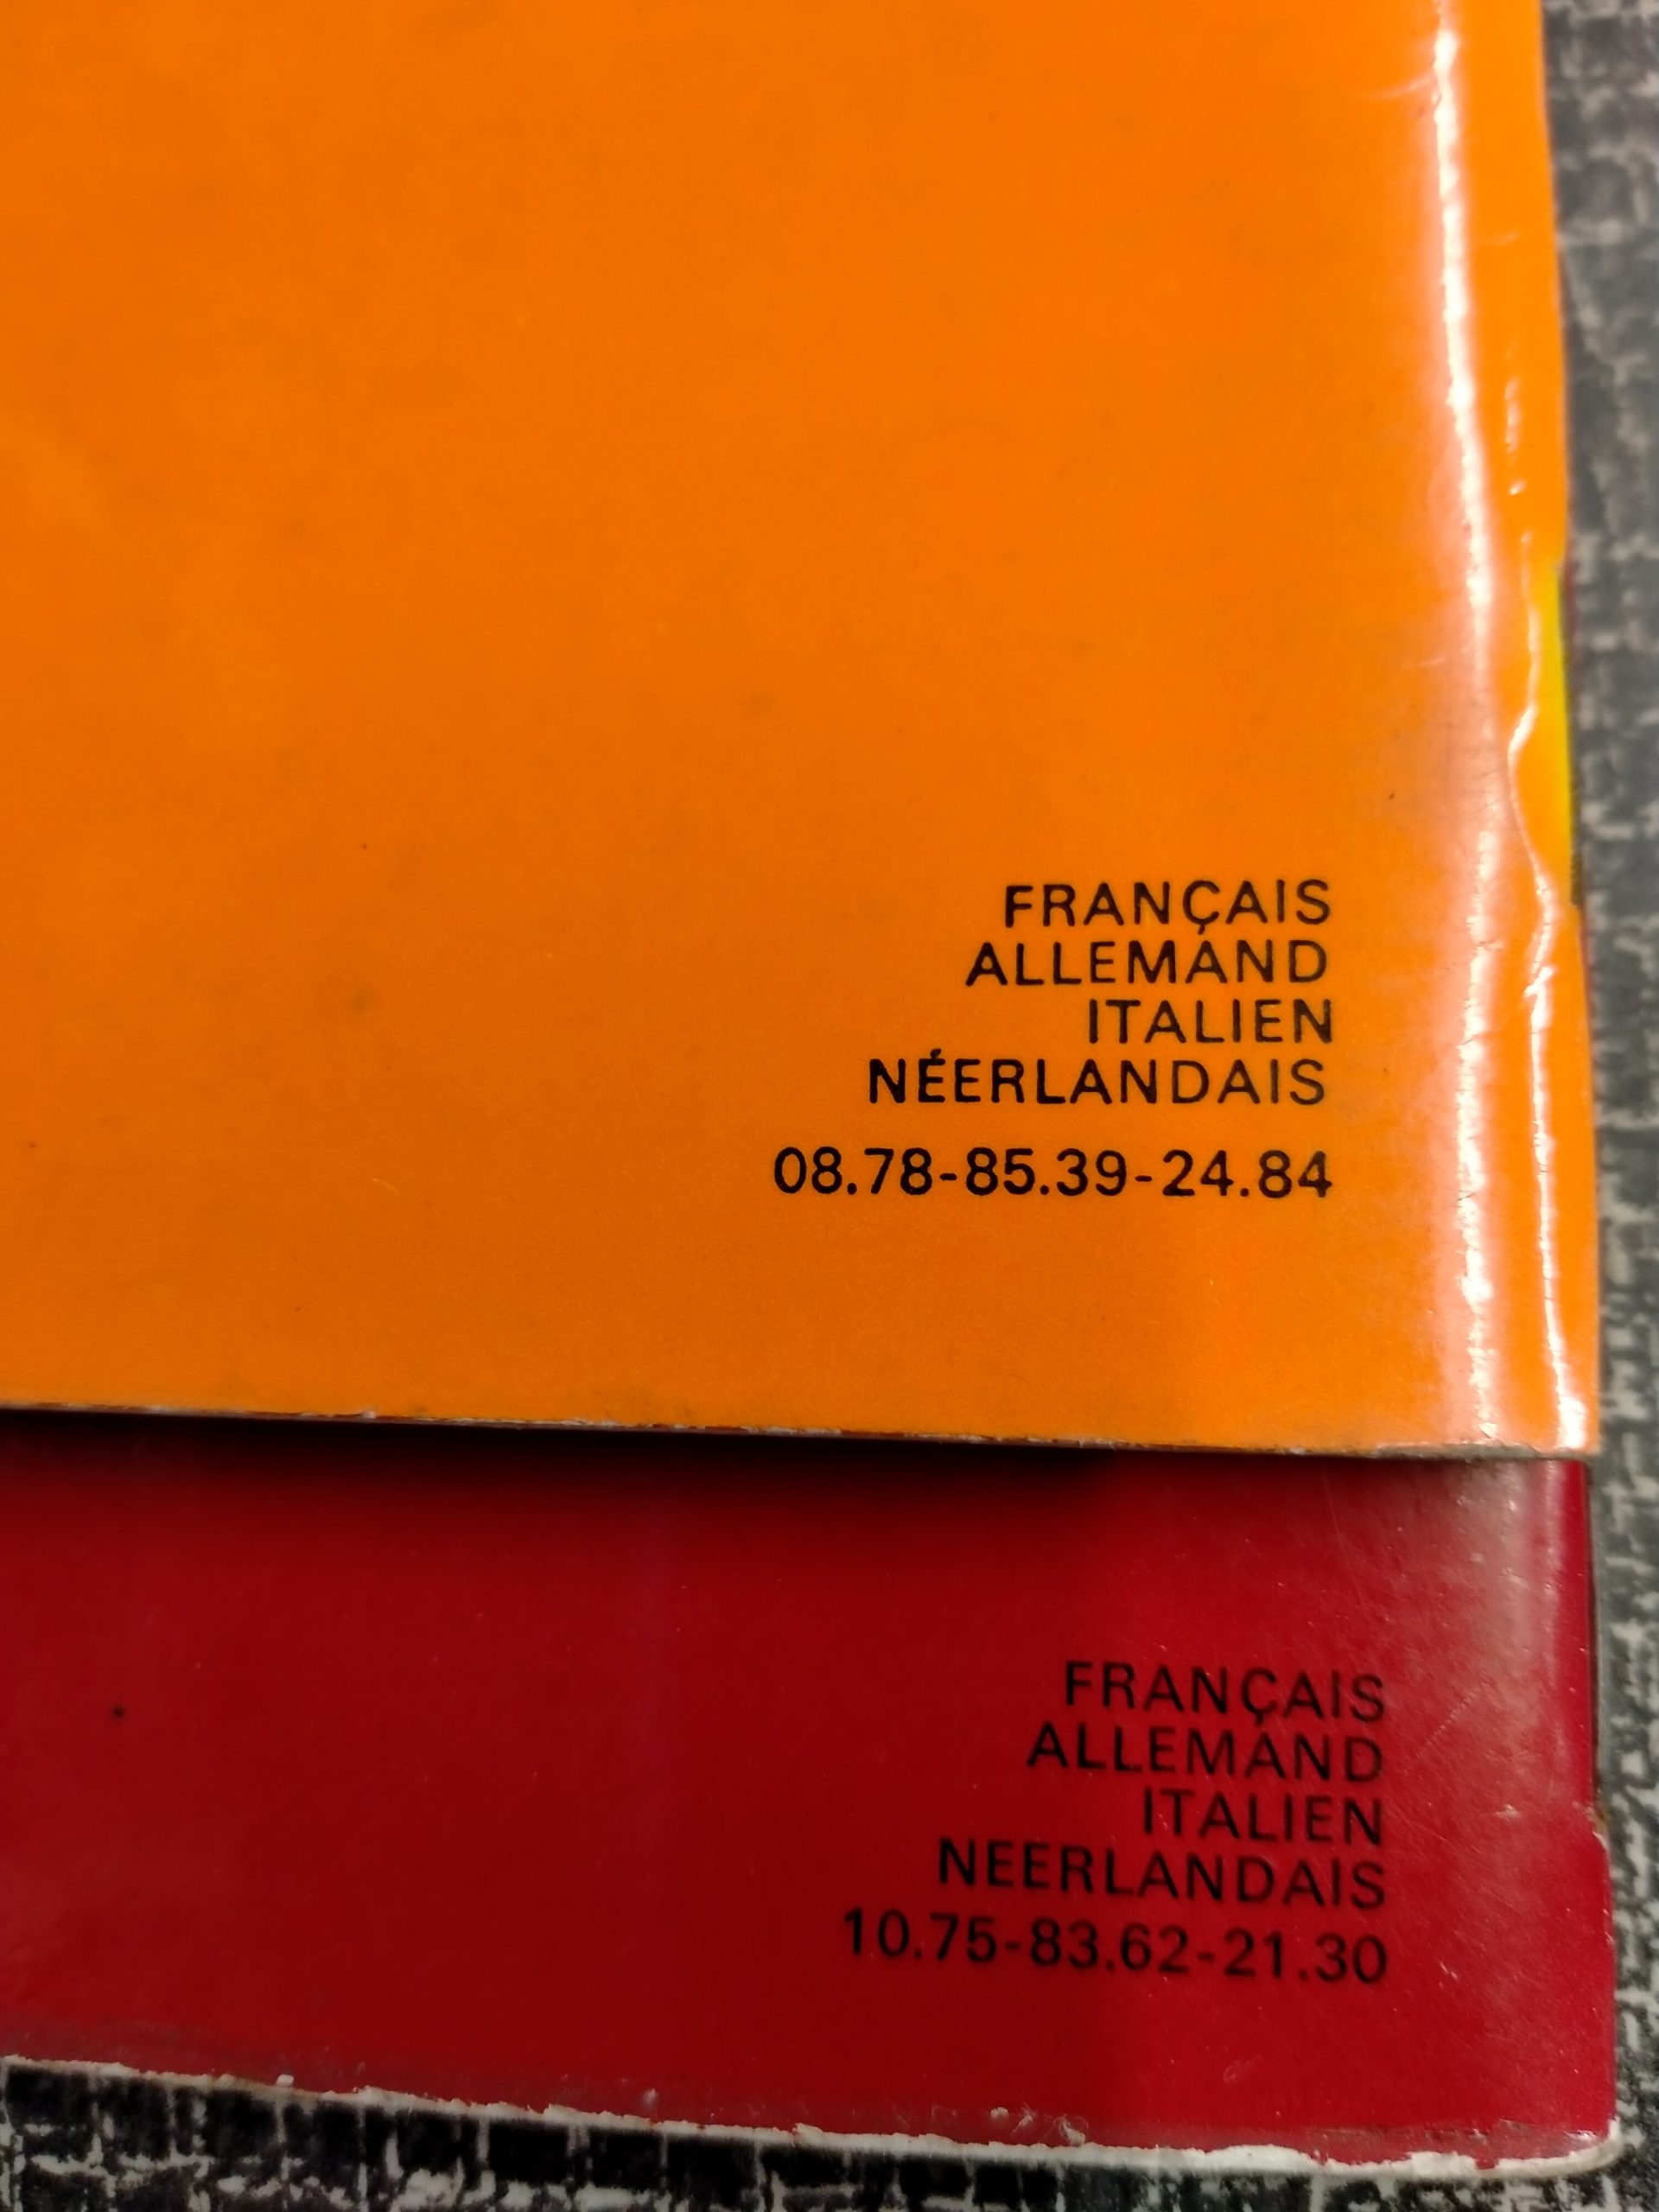 FRANÇAIS
ALLEMAND
ITALIEN
NÉERLANDAIS
08.78-85.39-24.84
FRANÇAIS
ALLEMAND
ITALIEN
NEERLANDAIS
10.75-83.62-21.30